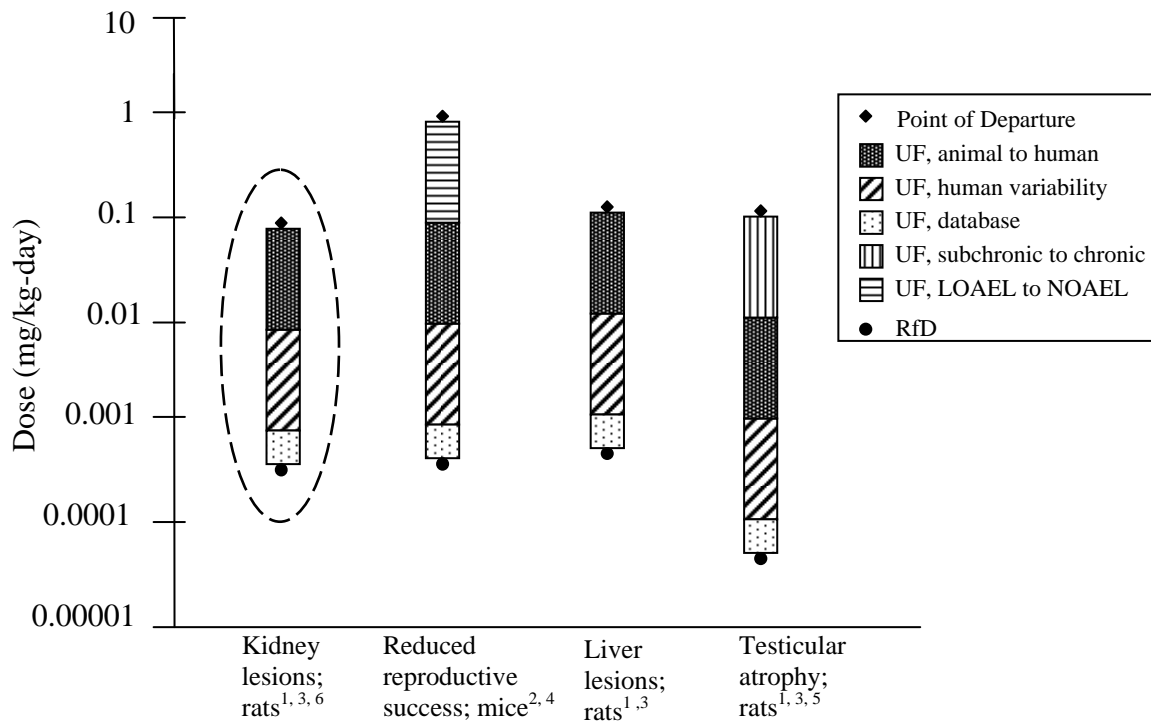 10
1
0.1
0.01
0.001
0.0001
0.00001
Dose (mg/kg-day)
Point of Departure
UF, animal to human
UF, human variability
UF, database
UF, subchronic to chronic
UF, LOAEL to NOAEL
RfD
Kidney
lesions;
rats1, 3, 6
Reduced
reproductive
success; mice2, 4
Liver
lesions;
rats1 ,3
Testicular
atrophy;
rats1, 3, 5